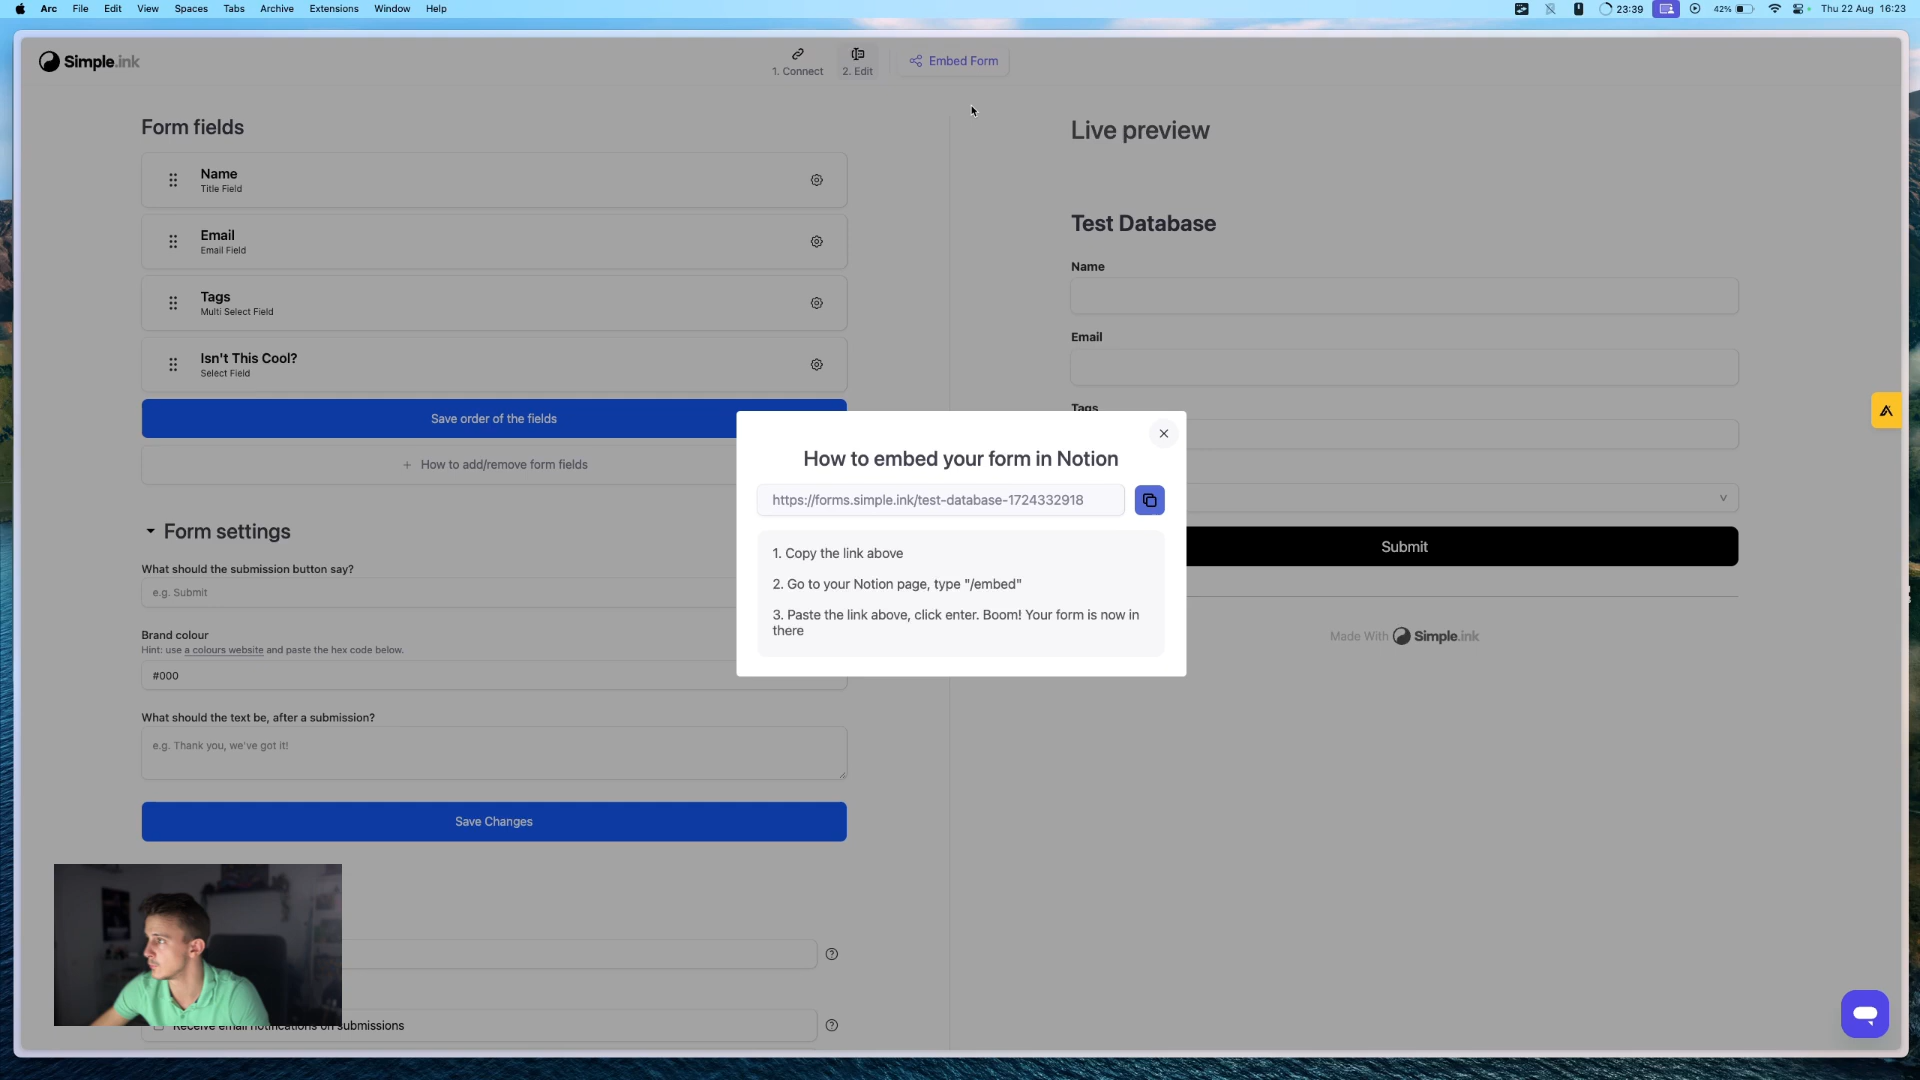 Arc File Edit View Spaces Tabs Archive Extensions Window Help
23:39 42% Thu 22 Aug 16:23
Simple.ink
1. Connect
2. Edit
Embed Form
Form fields
Name
Title Field
Email
Email Field
Tags
Multi Select Field
Isn't This Cool?
Select Field
Save order of the fields
+ How to add/remove form fields
Form settings
What should the submission button say?
e.g. Submit
Brand colour
Hint: use a colours website and paste the hex code below.
#000
What should the text be, after a submission?
e.g. Thank you, we've got it!
Save Changes
Receive email notifications on submissions
How to embed your form in Notion
https://forms.simple.ink/test-database-1724332918
1. Copy the link above
2. Go to your Notion page, type "/embed"
3. Paste the link above, click enter. Boom! Your form is now in
there
Live preview
Test Database
Name
Email
Tags
Submit
Made With Simple.ink